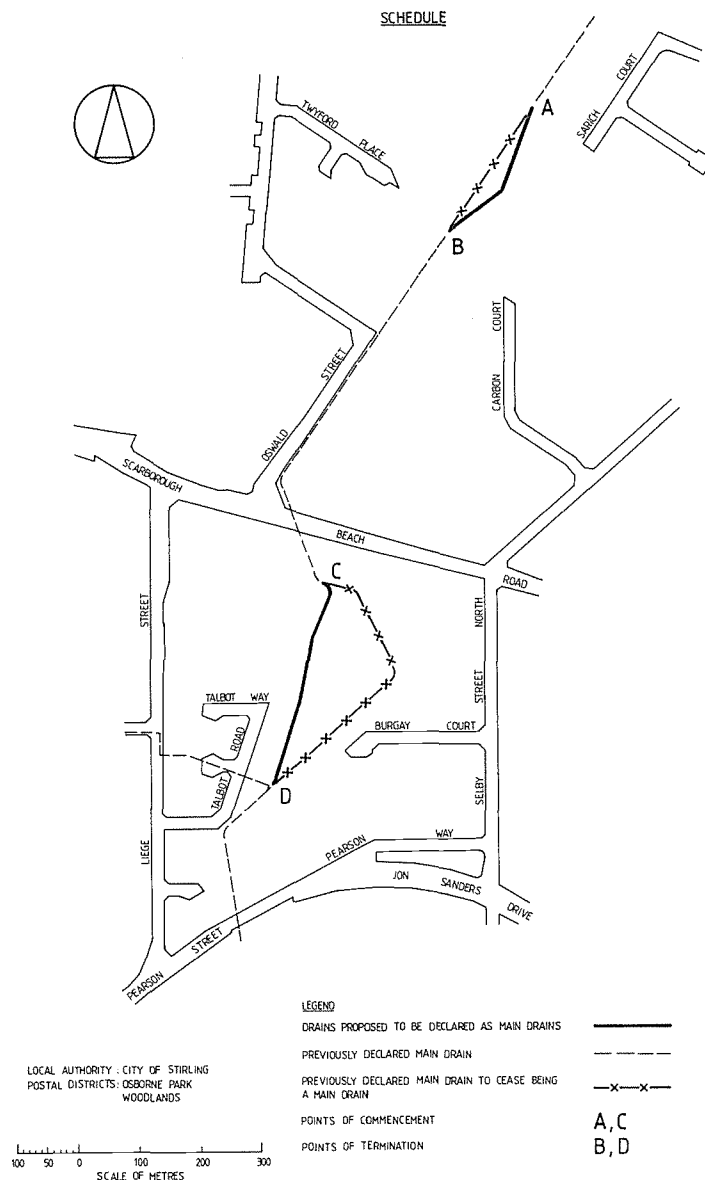 SCHEDULE
TWYFORD PLACE
SARICH COURT
A
B
OSWALD STREET
CARBON COURT
SCARBOROUGH BEACH ROAD
C
LIEGE STREET
SELBY STREET NORTH
TALBOT WAY
TALBOT ROAD
BURGAY COURT
D
PEARSON WAY
JON SANDERS DRIVE
PEARSON STREET
LEGEND
DRAINS PROPOSED TO BE DECLARED AS MAIN DRAINS
PREVIOUSLY DECLARED MAIN DRAIN
PREVIOUSLY DECLARED MAIN DRAIN TO CEASE BEING
A MAIN DRAIN
POINTS OF COMMENCEMENT A,C
POINTS OF TERMINATION B,D
LOCAL AUTHORITY : CITY OF STIRLING
POSTAL DISTRICTS: OSBORNE PARK
WOODLANDS
100 50 0 100 200 300
SCALE OF METRES